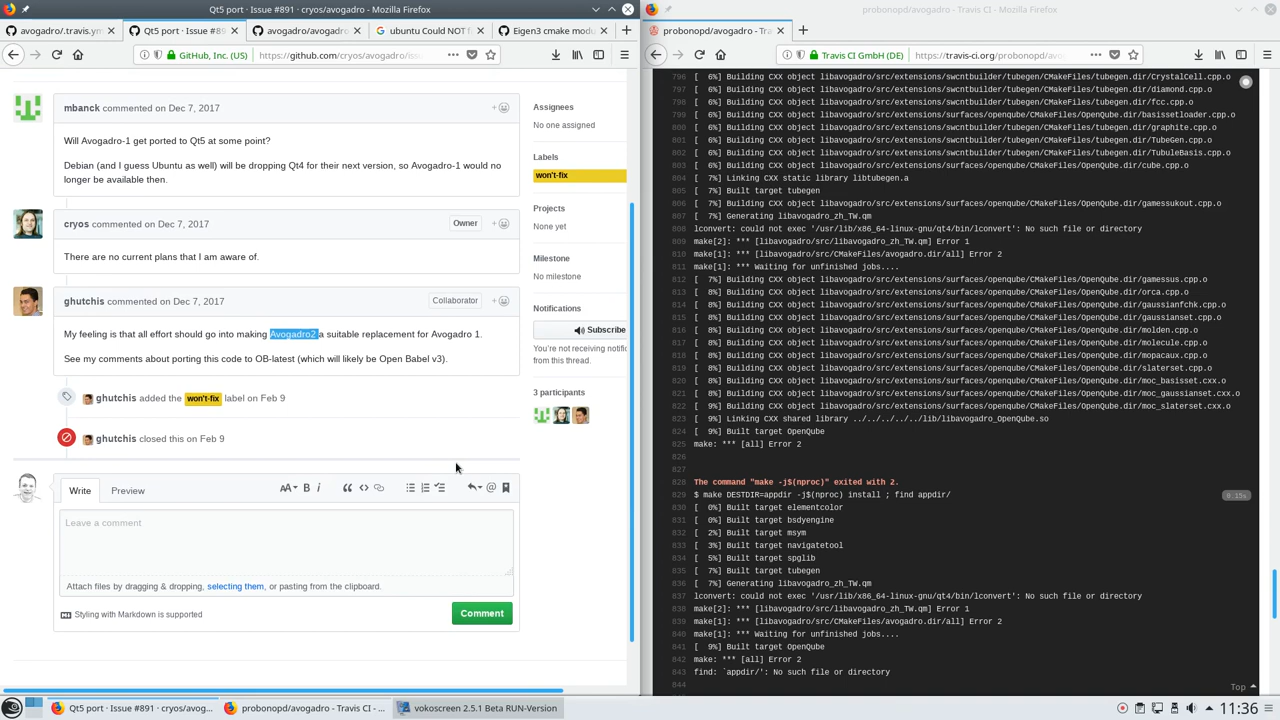 Qt5 port · Issue #891 · cryos/avogadro - Mozilla Firefox
avogadro/.travis.ym
Qt5 port · Issue #89
avogadro/avogadro.
ubuntu Could NOT f
Eigen3 cmake modu
GitHub, Inc. (US)
https://github.com/cryos/avogadro/iss
mbanck commented on Dec 7, 2017
Will Avogadro-1 get ported to Qt5 at some point?
Debian (and I guess Ubuntu as well) will be dropping Qt4 for their next version, so Avogadro-1 would no
longer be available then.
cryos commented on Dec 7, 2017
Owner
There are no current plans that I am aware of.
ghutchis commented on Dec 7, 2017
Collaborator
My feeling is that all effort should go into making Avogadro2 a suitable replacement for Avogadro 1.
See my comments about porting this code to OB-latest (which will likely be Open Babel v3).
ghutchis added the won't-fix label on Feb 9
ghutchis closed this on Feb 9
Write
Preview
AA
B
i
Leave a comment
Attach files by dragging & dropping, selecting them, or pasting from the clipboard.
Styling with Markdown is supported
Comment
Assignees
No one assigned
Labels
won't-fix
Projects
None yet
Milestone
No milestone
Notifications
Subscribe
You're not receiving notific
from this thread.
3 participants
probonopd/avogadro - Travis CI - Mozilla Firefox
probonopd/avogadro - Tra
Travis CI GmbH (DE)
https://travis-ci.org/probonopd/avo
796 [  6%] Building CXX object libavogadro/src/extensions/swcntbuilder/tubegen/CMakeFiles/tubegen.dir/CrystalCell.cpp.o
797 [  6%] Building CXX object libavogadro/src/extensions/swcntbuilder/tubegen/CMakeFiles/tubegen.dir/diamond.cpp.o
798 [  6%] Building CXX object libavogadro/src/extensions/swcntbuilder/tubegen/CMakeFiles/tubegen.dir/fcc.cpp.o
799 [  6%] Building CXX object libavogadro/src/extensions/surfaces/openqube/CMakeFiles/OpenQube.dir/basissetloader.cpp.o
800 [  6%] Building CXX object libavogadro/src/extensions/swcntbuilder/tubegen/CMakeFiles/tubegen.dir/graphite.cpp.o
801 [  6%] Building CXX object libavogadro/src/extensions/swcntbuilder/tubegen/CMakeFiles/tubegen.dir/TubeGen.cpp.o
802 [  6%] Building CXX object libavogadro/src/extensions/swcntbuilder/tubegen/CMakeFiles/tubegen.dir/TubuleBasis.cpp.o
803 [  6%] Building CXX object libavogadro/src/extensions/surfaces/openqube/CMakeFiles/OpenQube.dir/cube.cpp.o
804 [  7%] Linking CXX static library libtubegen.a
805 [  7%] Built target tubegen
806 [  7%] Building CXX object libavogadro/src/extensions/surfaces/openqube/CMakeFiles/OpenQube.dir/gamessukout.cpp.o
807 [  7%] Generating libavogadro_zh_TW.qm
808 lconvert: could not exec '/usr/lib/x86_64-linux-gnu/qt4/bin/lconvert': No such file or directory
809 make[2]: *** [libavogadro/src/libavogadro_zh_TW.qm] Error 1
810 make[1]: *** [libavogadro/src/CMakeFiles/avogadro.dir/all] Error 2
811 make[1]: *** Waiting for unfinished jobs....
812 [  7%] Building CXX object libavogadro/src/extensions/surfaces/openqube/CMakeFiles/OpenQube.dir/gamessus.cpp.o
813 [  8%] Building CXX object libavogadro/src/extensions/surfaces/openqube/CMakeFiles/OpenQube.dir/orca.cpp.o
814 [  8%] Building CXX object libavogadro/src/extensions/surfaces/openqube/CMakeFiles/OpenQube.dir/gaussianfchk.cpp.o
815 [  8%] Building CXX object libavogadro/src/extensions/surfaces/openqube/CMakeFiles/OpenQube.dir/gaussianset.cpp.o
816 [  8%] Building CXX object libavogadro/src/extensions/surfaces/openqube/CMakeFiles/OpenQube.dir/molden.cpp.o
817 [  8%] Building CXX object libavogadro/src/extensions/surfaces/openqube/CMakeFiles/OpenQube.dir/molecule.cpp.o
818 [  8%] Building CXX object libavogadro/src/extensions/surfaces/openqube/CMakeFiles/OpenQube.dir/mopacaux.cpp.o
819 [  8%] Building CXX object libavogadro/src/extensions/surfaces/openqube/CMakeFiles/OpenQube.dir/slaterset.cpp.o
820 [  8%] Building CXX object libavogadro/src/extensions/surfaces/openqube/CMakeFiles/OpenQube.dir/moc_basisset.cxx.o
821 [  8%] Building CXX object libavogadro/src/extensions/surfaces/openqube/CMakeFiles/OpenQube.dir/moc_gaussianset.cxx.o
822 [  9%] Building CXX object libavogadro/src/extensions/surfaces/openqube/CMakeFiles/OpenQube.dir/moc_slaterset.cxx.o
823 [  9%] Linking CXX shared library ../../../../../lib/libavogadro_OpenQube.so
824 [  9%] Built target OpenQube
825 make: *** [all] Error 2
826
827
828 The command "make -j$(nproc)" exited with 2.
829 $ make DESTDIR=appdir -j$(nproc) install ; find appdir/
8.15s
830 [  0%] Built target elementcolor
831 [  0%] Built target bsdyengine
832 [  2%] Built target msym
833 [  3%] Built target navigatetool
834 [  5%] Built target spglib
835 [  7%] Built target tubegen
836 [  7%] Generating libavogadro_zh_TW.qm
837 lconvert: could not exec '/usr/lib/x86_64-linux-gnu/qt4/bin/lconvert': No such file or directory
838 make[2]: *** [libavogadro/src/libavogadro_zh_TW.qm] Error 1
839 make[1]: *** [libavogadro/src/CMakeFiles/avogadro.dir/all] Error 2
840 make[1]: *** Waiting for unfinished jobs....
841 [  9%] Built target OpenQube
842 make: *** [all] Error 2
843 find: `appdir/': No such file or directory
844
Top
Qt5 port · Issue #891 · cryos/avog...
probonopd/avogadro - Travis CI - ...
vokoscreen 2.5.1 Beta RUN-Version
11:36